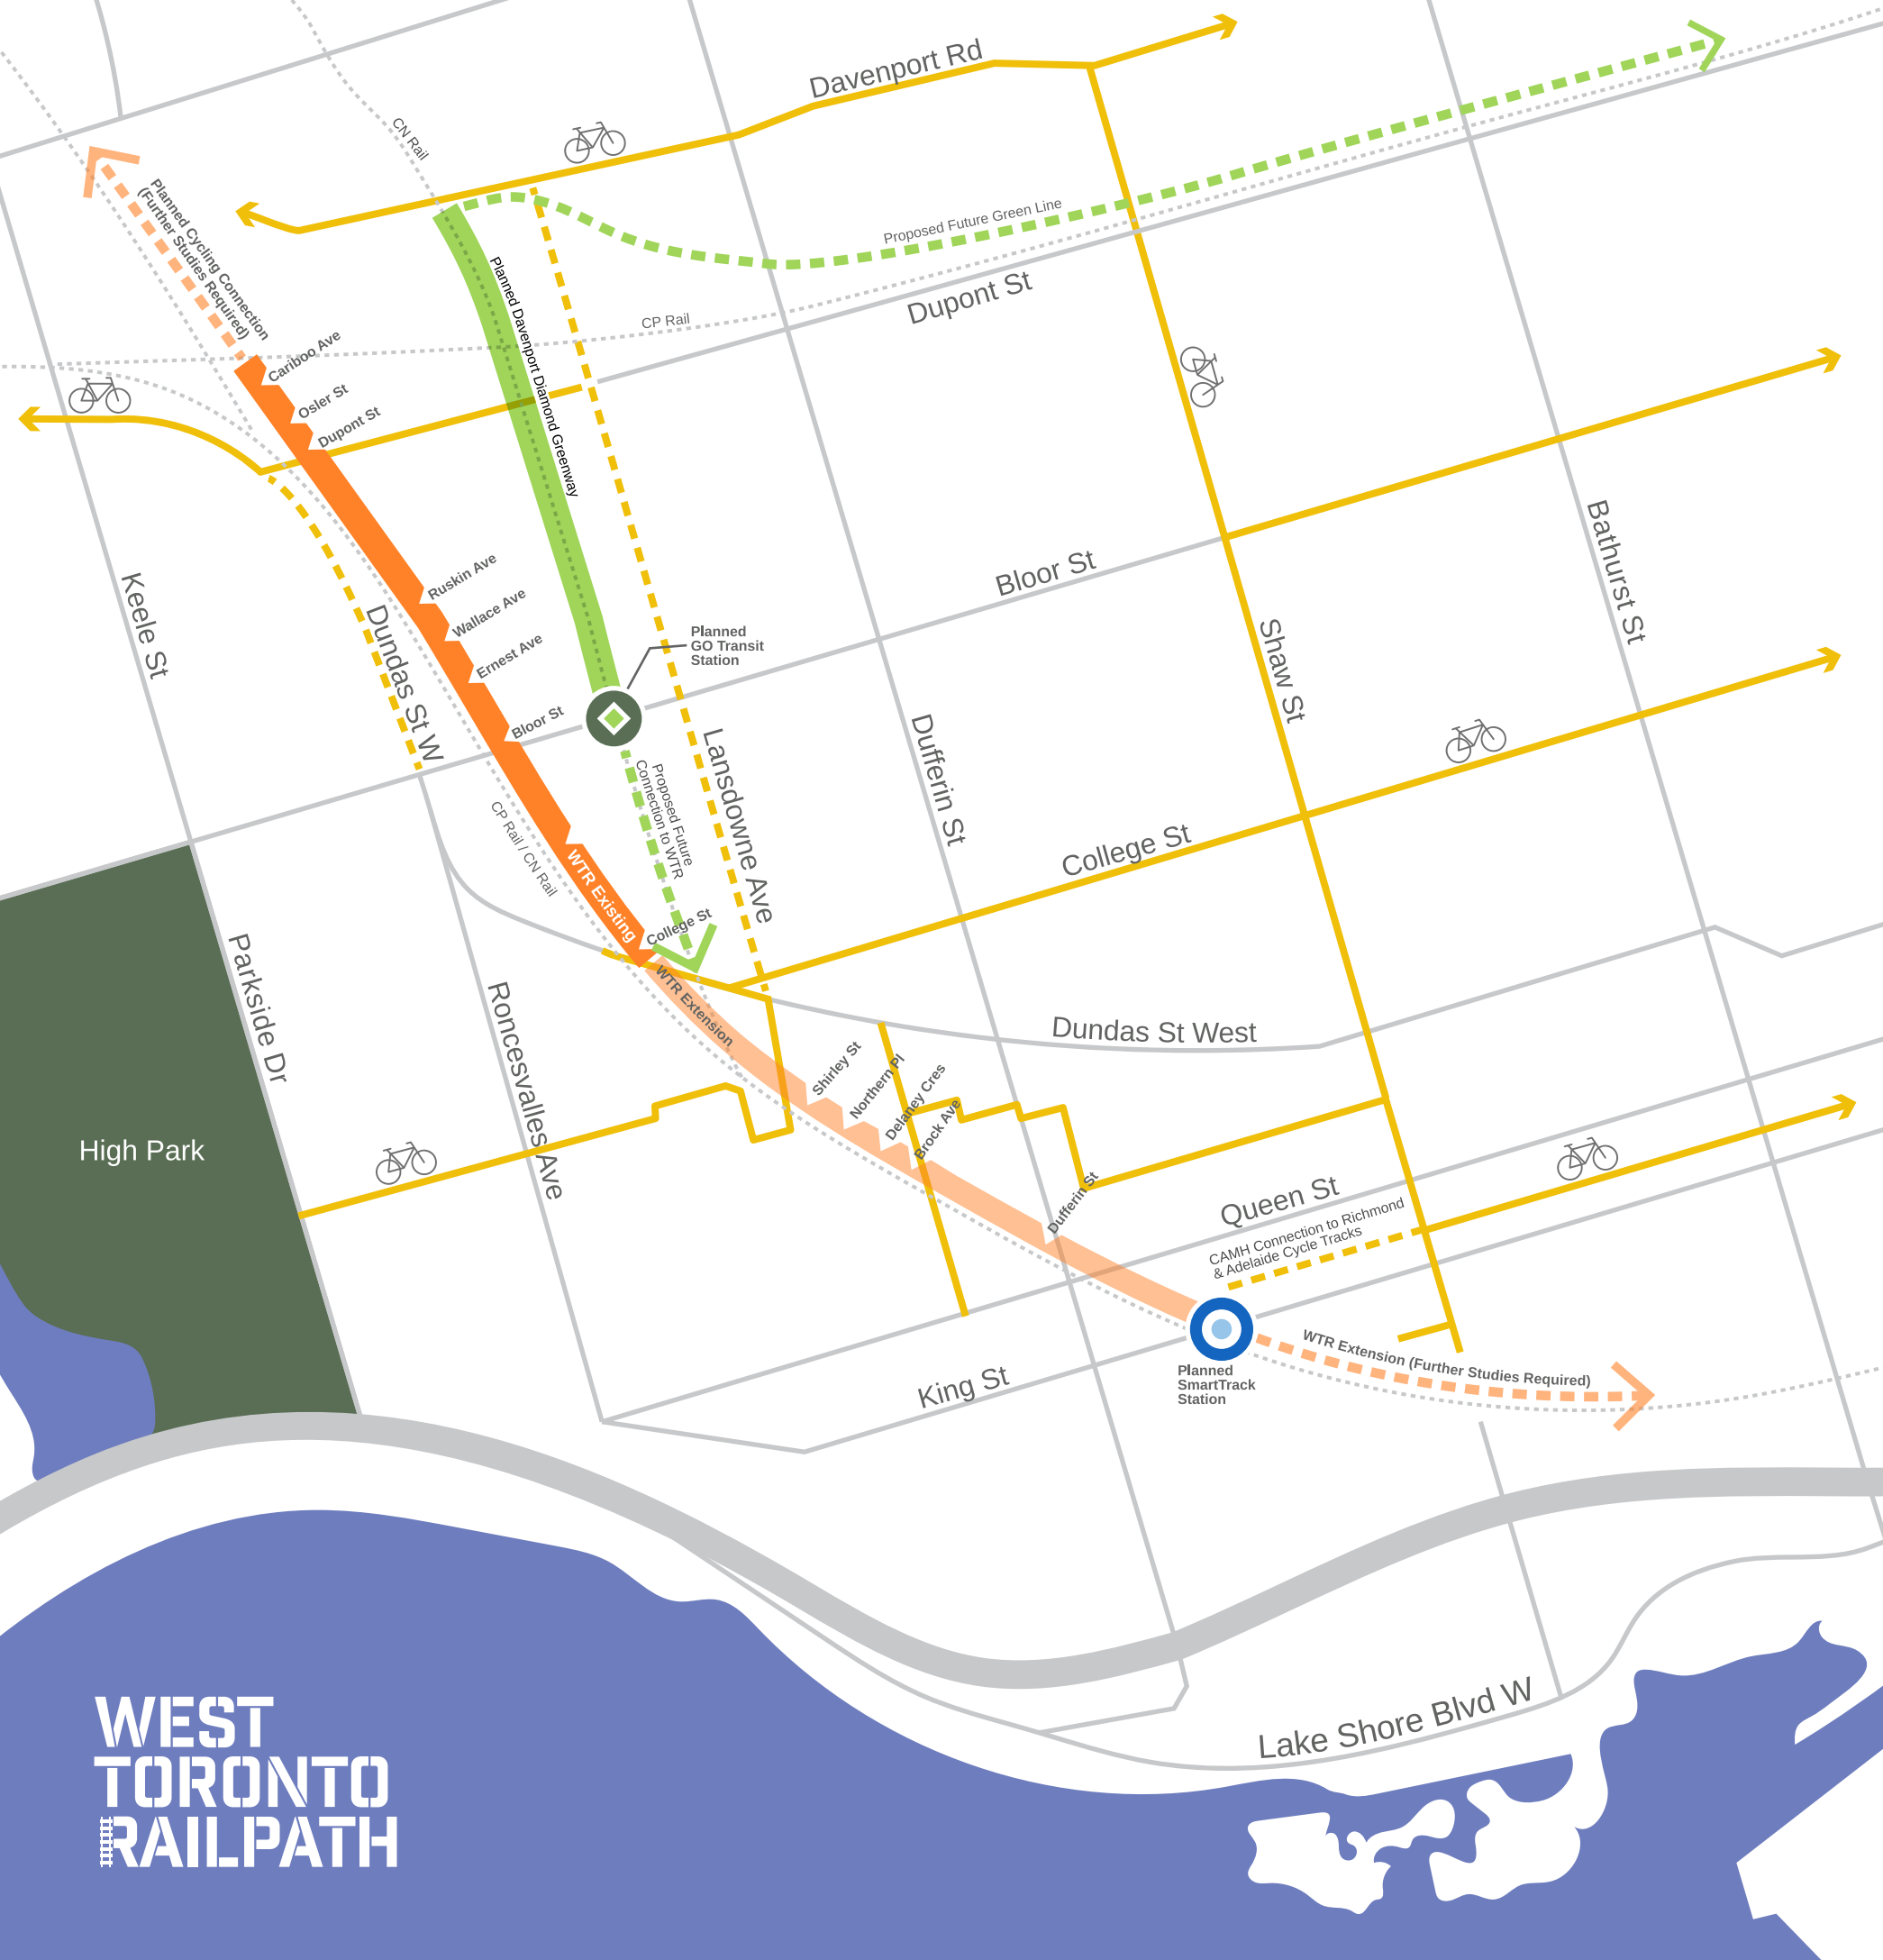 Davenport Rd
CN Rail
Planned Cycling Connection
(Further Studies Required)
Proposed Future Green Line
Dupont St
CP Rail
Planned Davenport Diamond Greenway
Cariboo Ave
Osler St
Dupont St
Bathurst St
Bloor St
Keele St
Dundas St W
Ruskin Ave
Wallace Ave
Ernest Ave
Bloor St
Planned
GO Transit
Station
Shaw St
Dufferin St
Lansdowne Ave
Proposed Future
Connection to WTR
CP Rail / CN Rail
College St
WTR Existing
College St
WTR Extension
Parkside Dr
Roncesvalles Ave
Dundas St West
Shirley St
Northern Pl
Delaney Cres
Brock Ave
High Park
Dufferin St
Queen St
CAMH Connection to Richmond
& Adelaide Cycle Tracks
WTR Extension (Further Studies Required)
Planned
SmartTrack
Station
King St
Lake Shore Blvd W
WEST
TORONTO
RAILPATH